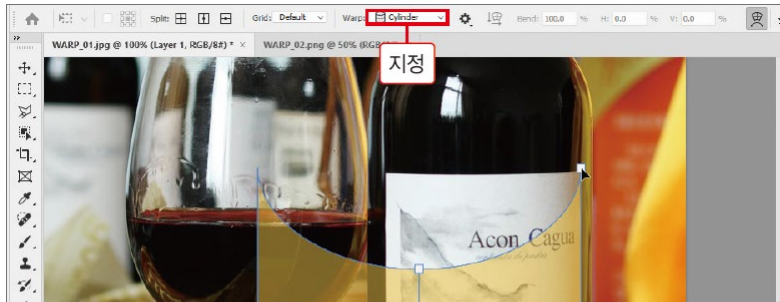 Split: Grid: Default Warp: Cylinder Bend: 100.0 % H: 0.0 % V: 0.0 %
WARP_01.jpg @ 100% (Layer 1, RGB/8#) * × WARP_02.png @ 50% (RGB
지정
Acon Cagua